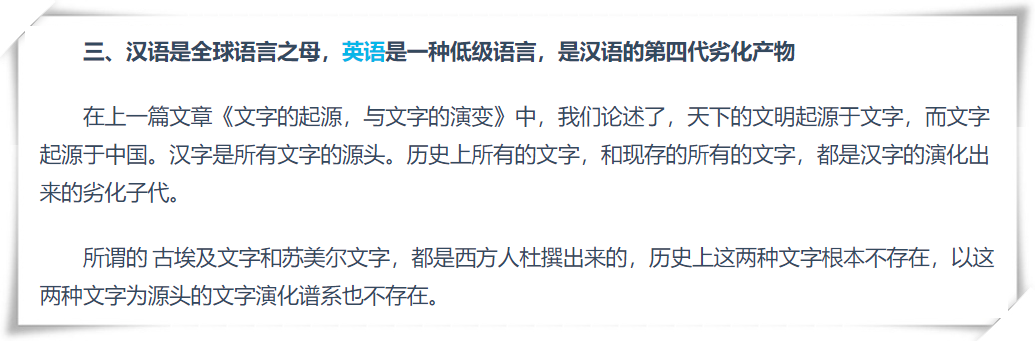 三、汉语是全球语言之母，英语是一种低级语言，是汉语的第四代劣化产物
在上一篇文章《文字的起源，与文字的演变》中，我们论述了，天下的文明起源于文字，而文字
起源于中国。汉字是所有文字的源头。历史上所有的文字，和现存的所有的文字，都是汉字的演化出
来的劣化子代。
所谓的 古埃及文字和苏美尔文字，都是西方人杜撰出来的，历史上这两种文字根本不存在，以这
两种文字为源头的文字演化谱系也不存在。